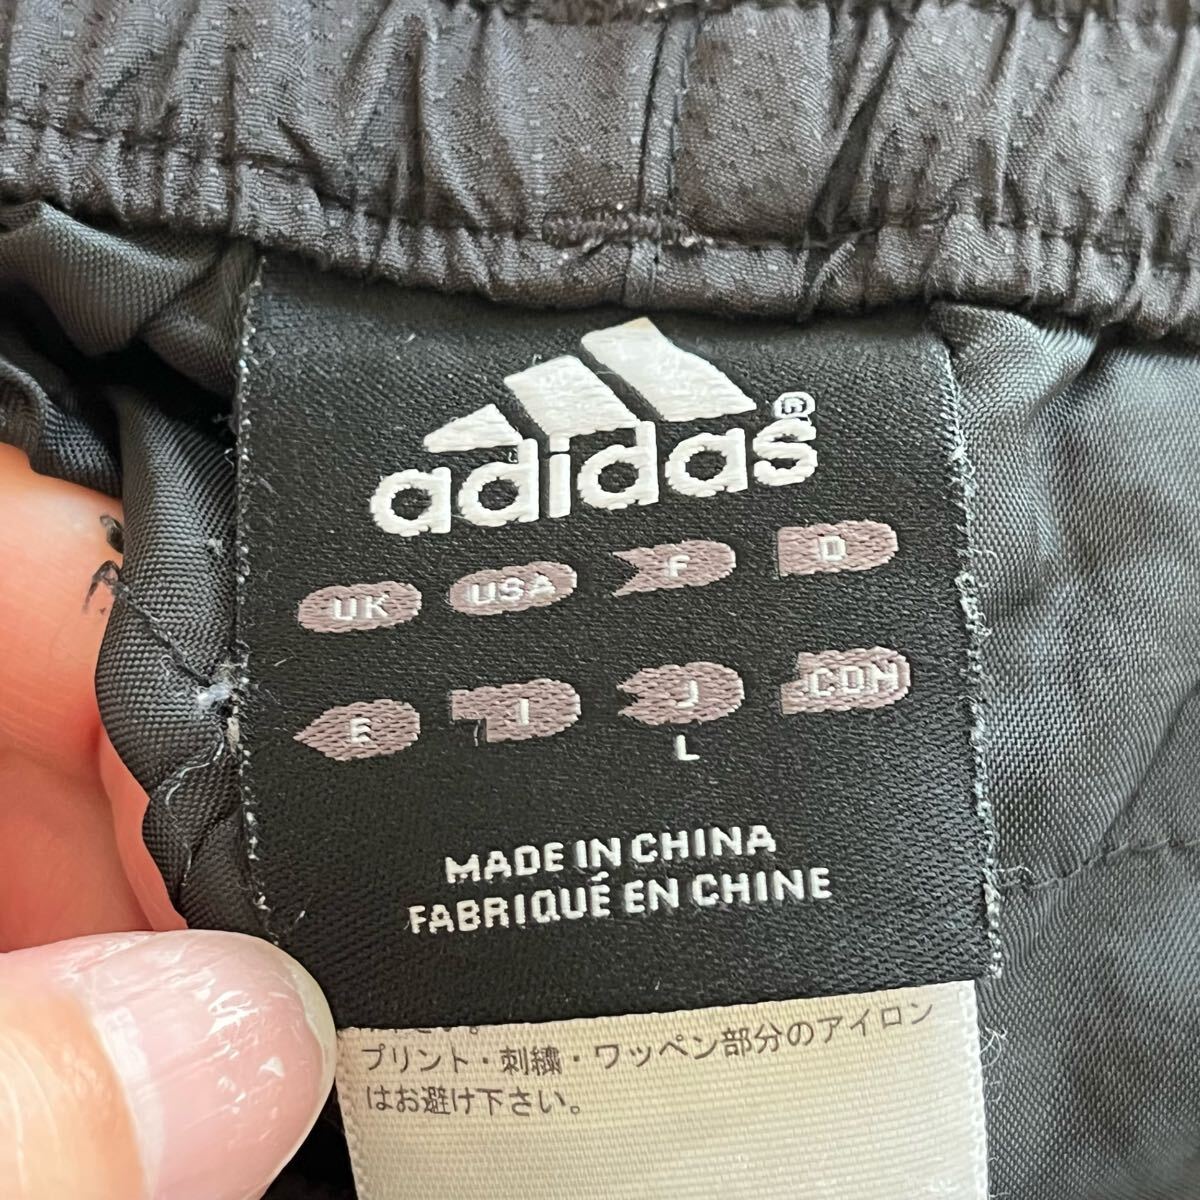 adidas®
UK USA F D
E I J .COM
L
MADE IN CHINA
FABRIQUÉ EN CHINE
プリント・刺繍・ワッペン部分のアイロン
はお避け下さい。